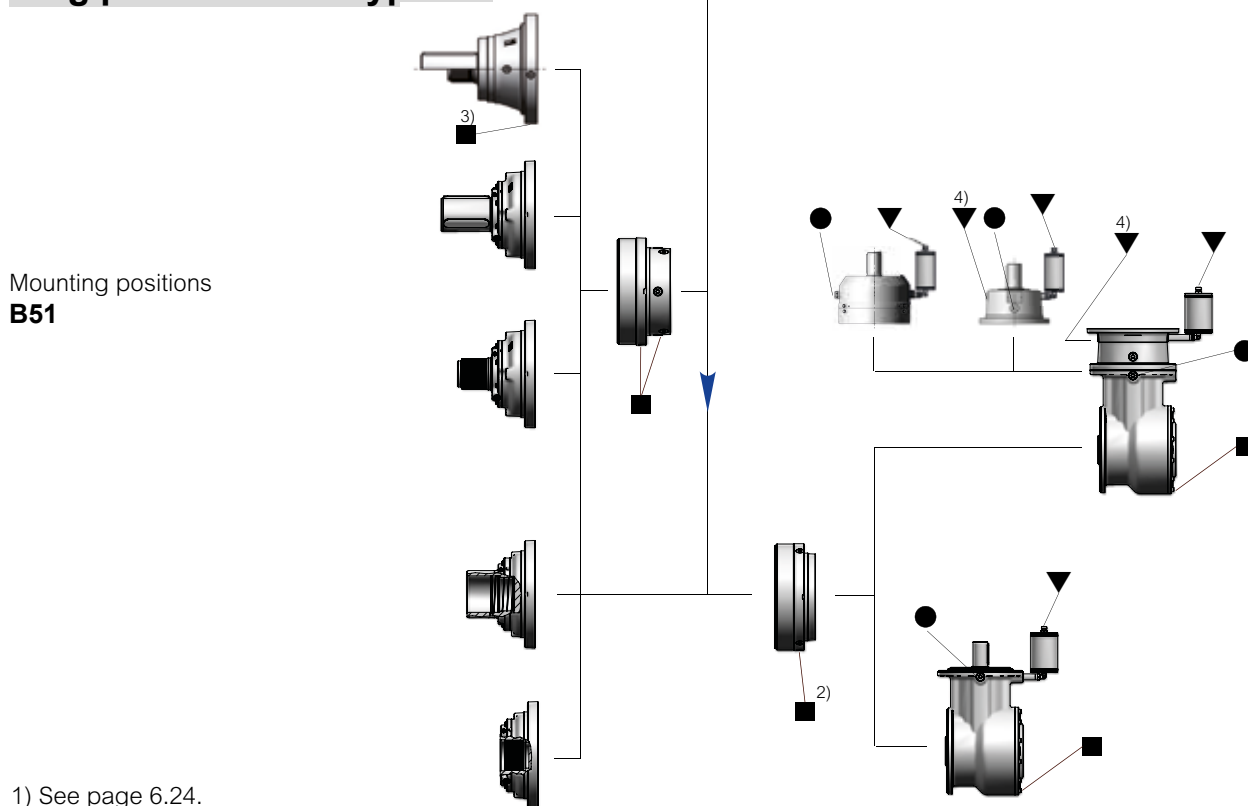 3)
4)
4)
Mounting positions
B51
2)
1) See page 6.24.